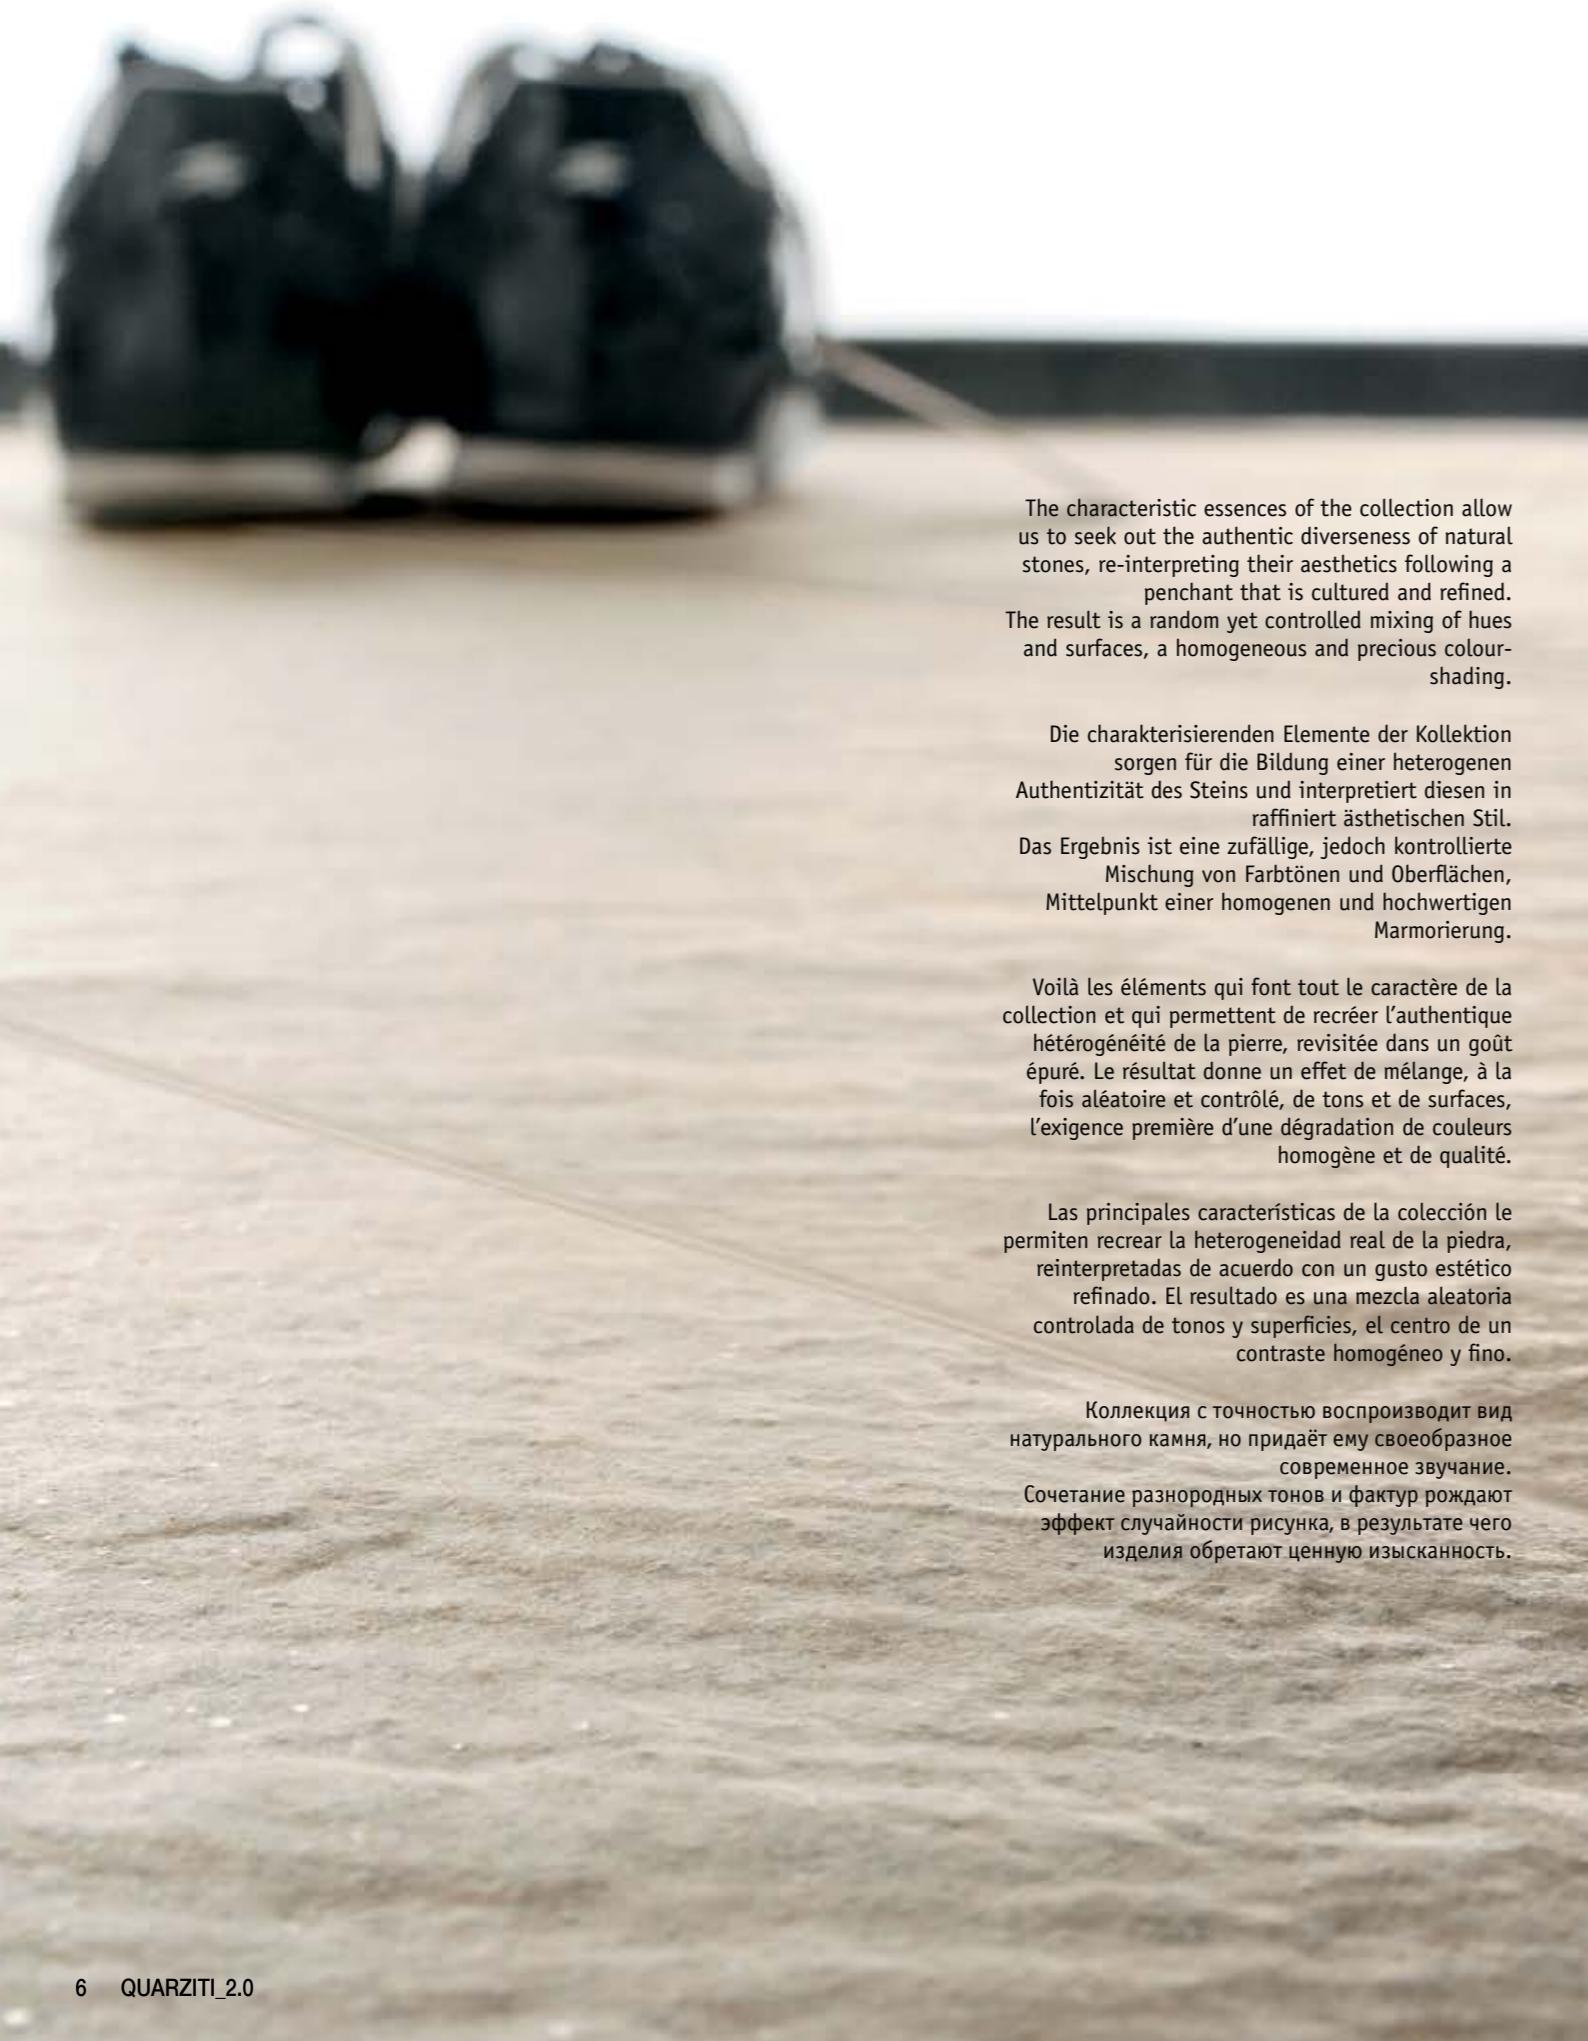 The characteristic essences of the collection allow
us to seek out the authentic diverseness of natural
stones, re-interpreting their aesthetics following a
penchant that is cultured and refined.
The result is a random yet controlled mixing of hues
and surfaces, a homogeneous and precious colour-
shading.
Die charakterisierenden Elemente der Kollektion
sorgen für die Bildung einer heterogenen
Authentizität des Steins und interpretiert diesen in
raffiniert ästhetischen Stil.
Das Ergebnis ist eine zufällige, jedoch kontrollierte
Mischung von Farbtönen und Oberflächen,
Mittelpunkt einer homogenen und hochwertigen
Marmorierung.
Voilà les éléments qui font tout le caractère de la
collection et qui permettent de recréer l’authentique
hétérogénéité de la pierre, revisitée dans un goût
épuré. Le résultat donne un effet de mélange, à la
fois aléatoire et contrôlé, de tons et de surfaces,
l’exigence première d’une dégradation de couleurs
homogène et de qualité.
Las principales características de la colección le
permiten recrear la heterogeneidad real de la piedra,
reinterpretadas de acuerdo con un gusto estético
refinado. El resultado es una mezcla aleatoria
controlada de tonos y superficies, el centro de un
contraste homogéneo y fino.
Коллекция с точностью воспроизводит вид
натурального камня, но придаёт ему своеобразное
современное звучание.
Сочетание разнородных тонов и фактур рождают
эффект случайности рисунка, в результате чего
изделия обретают ценную изысканность.
6 QUARZITI_2.0